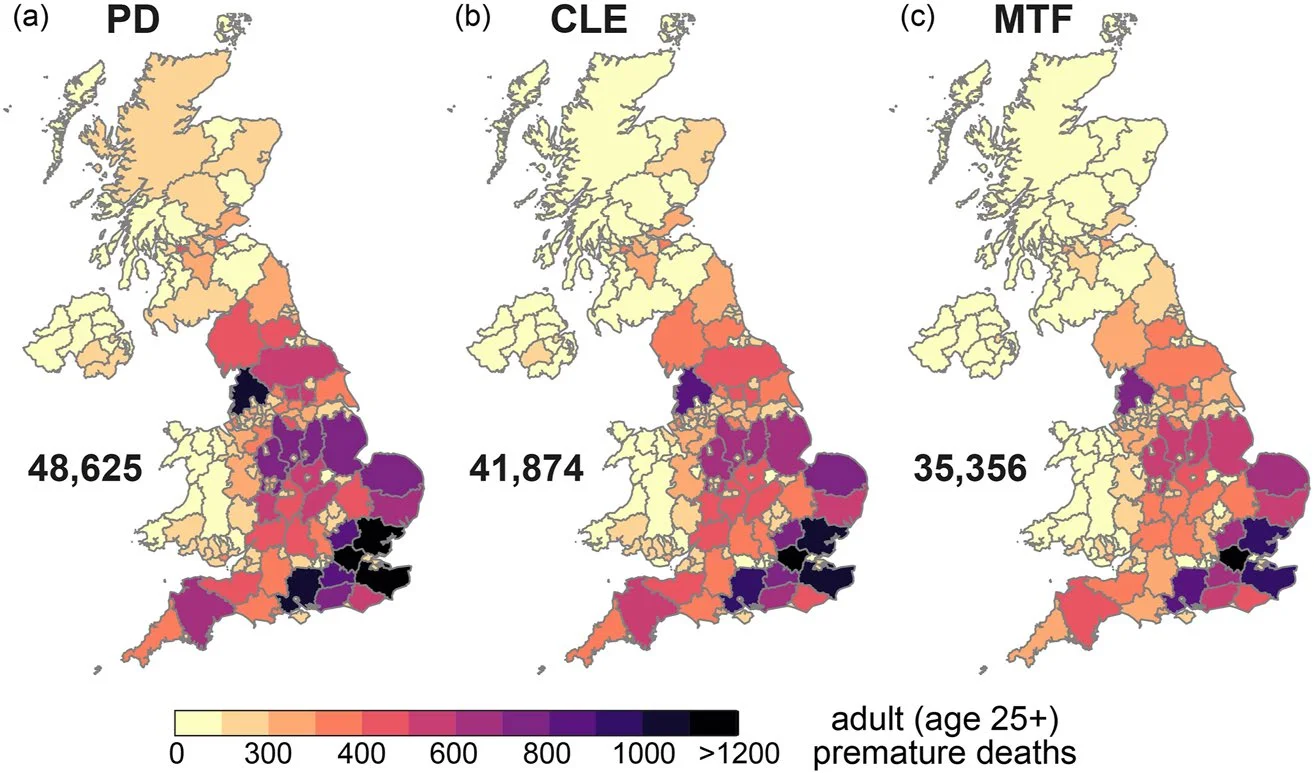 (a) PD (b) CLE (c) MTF
48,625 41,874 35,356
0 300 400 600 800 1000 >1200
adult (age 25+)
premature deaths